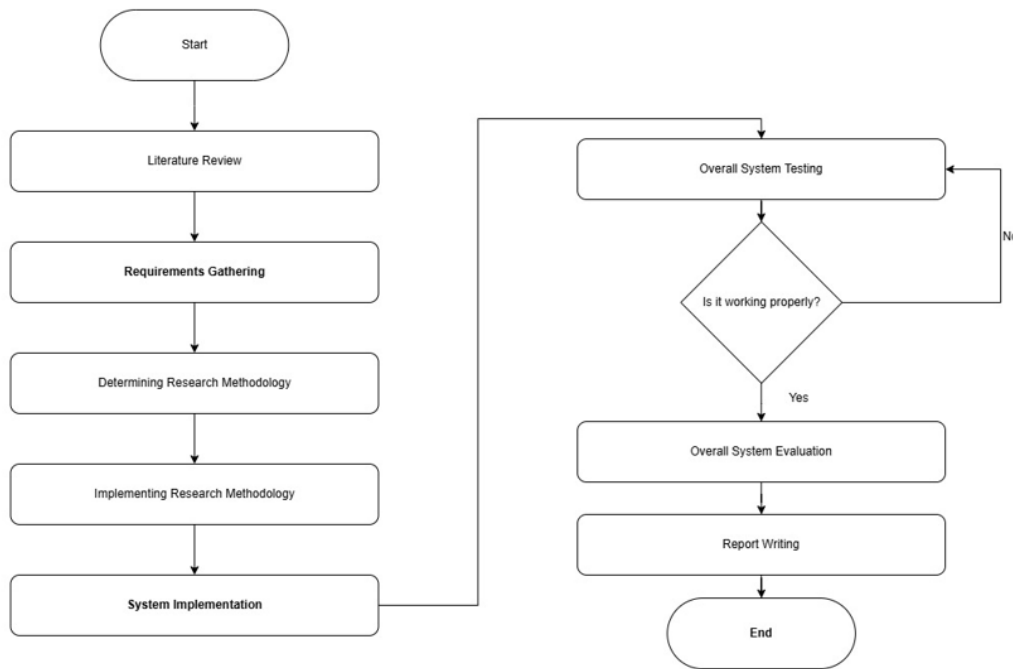 Start
Literature Review
Requirements Gathering
Determining Research Methodology
Implementing Research Methodology
System Implementation
Overall System Testing
Is it working properly?
No
Yes
Overall System Evaluation
Report Writing
End